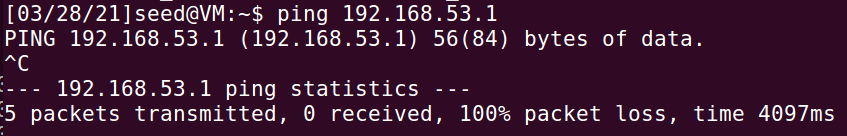 [03/28/21]seed@VM:~$ ping 192.168.53.1
PING 192.168.53.1 (192.168.53.1) 56(84) bytes of data.
^C
--- 192.168.53.1 ping statistics ---
5 packets transmitted, 0 received, 100% packet loss, time 4097ms